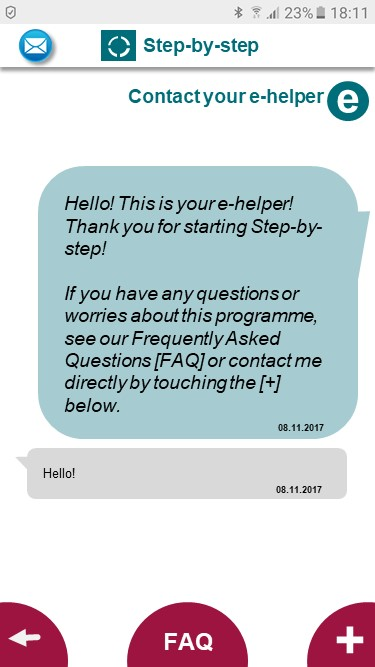 23% 18:11
Step-by-step
Contact your e-helper e
Hello! This is your e-helper!
Thank you for starting Step-by-
step!
If you have any questions or
worries about this programme,
see our Frequently Asked
Questions [FAQ] or contact me
directly by touching the [+]
below.
08.11.2017
Hello!
08.11.2017
FAQ